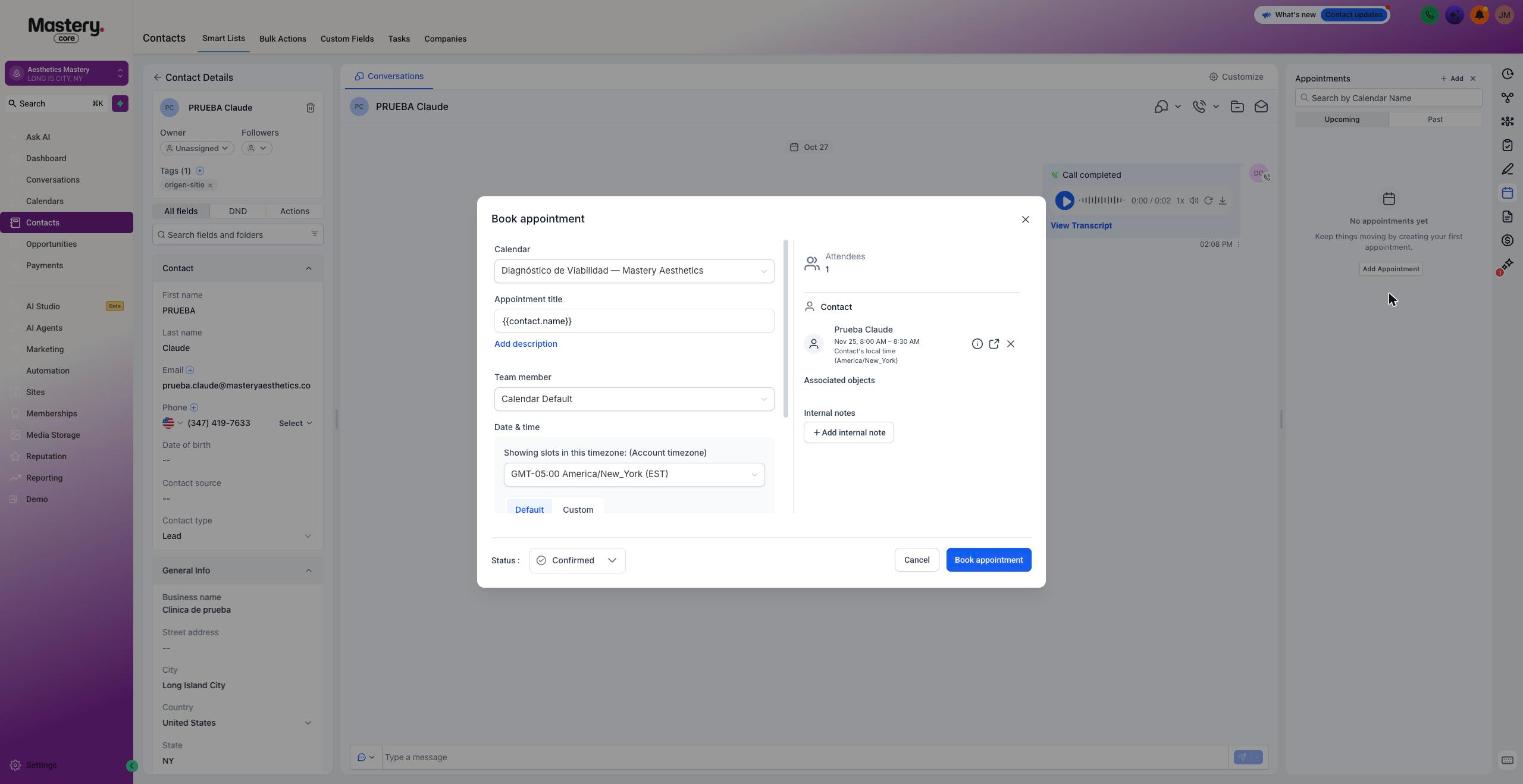 Mastery.
core
Aesthetics Mastery
LONG IS CITY, NY
Search
⌘K
Ask AI
Dashboard
Conversations
Calendars
Contacts
Opportunities
Payments
AI Studio
Beta
AI Agents
Marketing
Automation
Sites
Memberships
Media Storage
Reputation
Reporting
Demo
Settings
Contacts
Smart Lists
Bulk Actions
Custom Fields
Tasks
Companies
What's new
Contact updates
JM
Contact Details
PC
PRUEBA Claude
Owner
Followers
Unassigned
Tags (1)
origen-sitio
All fields
DND
Actions
Search fields and folders
Contact
First name
PRUEBA
Last name
Claude
Email
prueba.claude@masteryaesthetics.co
Phone
(347) 419-7633
Select
Date of birth
--
Contact source
--
Contact type
Lead
General Info
Business name
Clinica de prueba
Street address
--
City
Long Island City
Country
United States
State
NY
Conversations
Customize
PC
PRUEBA Claude
Oct 27
Call completed
0:00 / 0:02
1x
View Transcript
02:08 PM
Type a message
Book appointment
Calendar
Diagnóstico de Viabilidad — Mastery Aesthetics
Appointment title
{{contact.name}}
Add description
Team member
Calendar Default
Date & time
Showing slots in this timezone: (Account timezone)
GMT-05:00 America/New_York (EST)
Default
Custom
Attendees
1
Contact
Prueba Claude
Nov 25, 8:00 AM – 8:30 AM
Contact's local time
(America/New_York)
Associated objects
Internal notes
+ Add internal note
Status :
Confirmed
Cancel
Book appointment
Appointments
+ Add
Search by Calendar Name
Upcoming
Past
No appointments yet
Keep things moving by creating your first
appointment.
Add Appointment